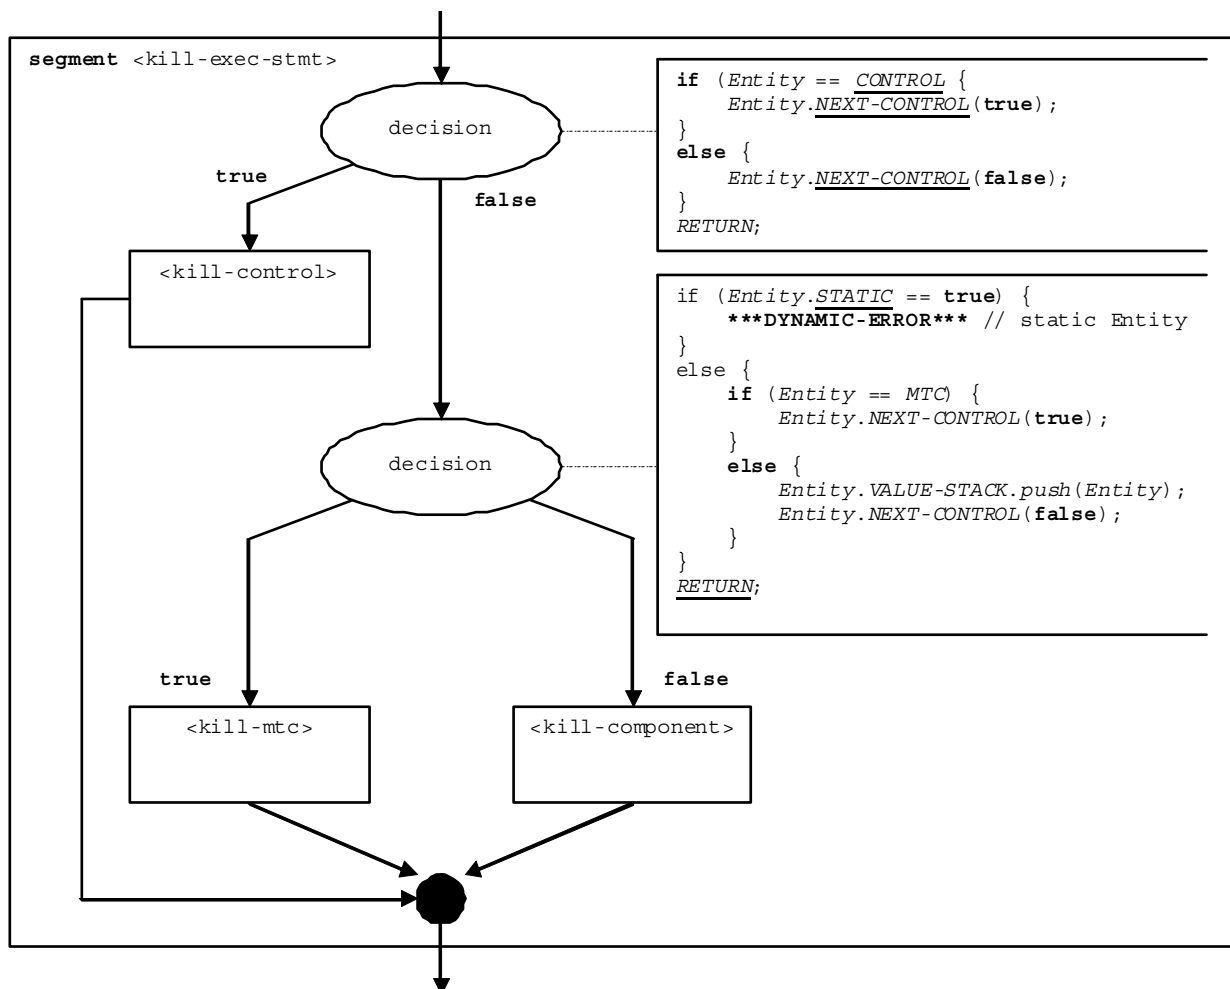 segment <kill-exec-stmt>
decision
if (Entity == CONTROL {
Entity.NEXT-CONTROL(true);
}
else {
Entity.NEXT-CONTROL(false);
}
RETURN;
true
false
<kill-control>
if (Entity.STATIC == true) {
***DYNAMIC-ERROR*** // static Entity
}
else {
if (Entity == MTC) {
Entity.NEXT-CONTROL(true);
}
else {
Entity.VALUE-STACK.push(Entity);
Entity.NEXT-CONTROL(false);
}
}
RETURN;
decision
true
false
<kill-mtc>
<kill-component>